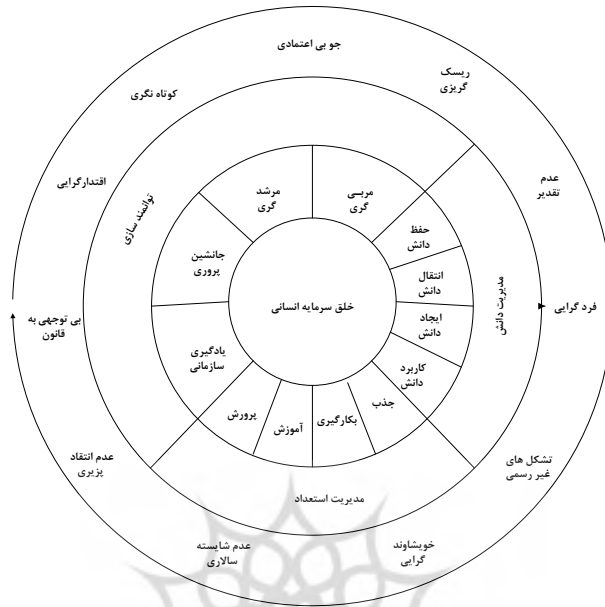 جو بی اعتمادی
ریسک
گریزی
عدم
تقدیر
فرد گرایی
تشکل های
غیر رسمی
خویشاوند
گرایی
عدم شایسته
سالاری
عدم انتقاد
پزیری
بی توجهی به
قانون
اقتدارگرایی
کوتاه نگری
توانمند سازی
مدیریت دانش
مدیریت استعداد
مربی
گری
حفظ
دانش
انتقال
دانش
ایجاد
دانش
کاربرد
دانش
جذب
بکارگیری
آموزش
پرورش
یادگیری
سازمانی
جانشین
پروری
مرشد
گری
خلق سرمایه انسانی